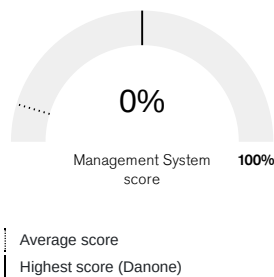 0%
Management System
score
100%
Average score
Highest score (Danone)